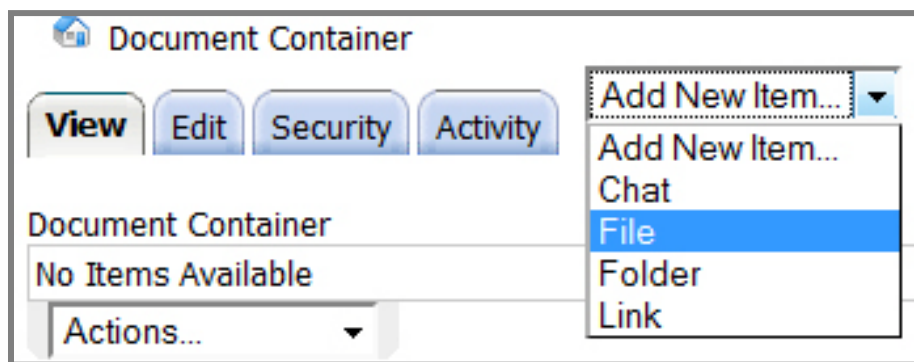 Document Container
View Edit Security Activity Add New Item...
Add New Item...
Chat
File
Folder
Link
Document Container
No Items Available
Actions...